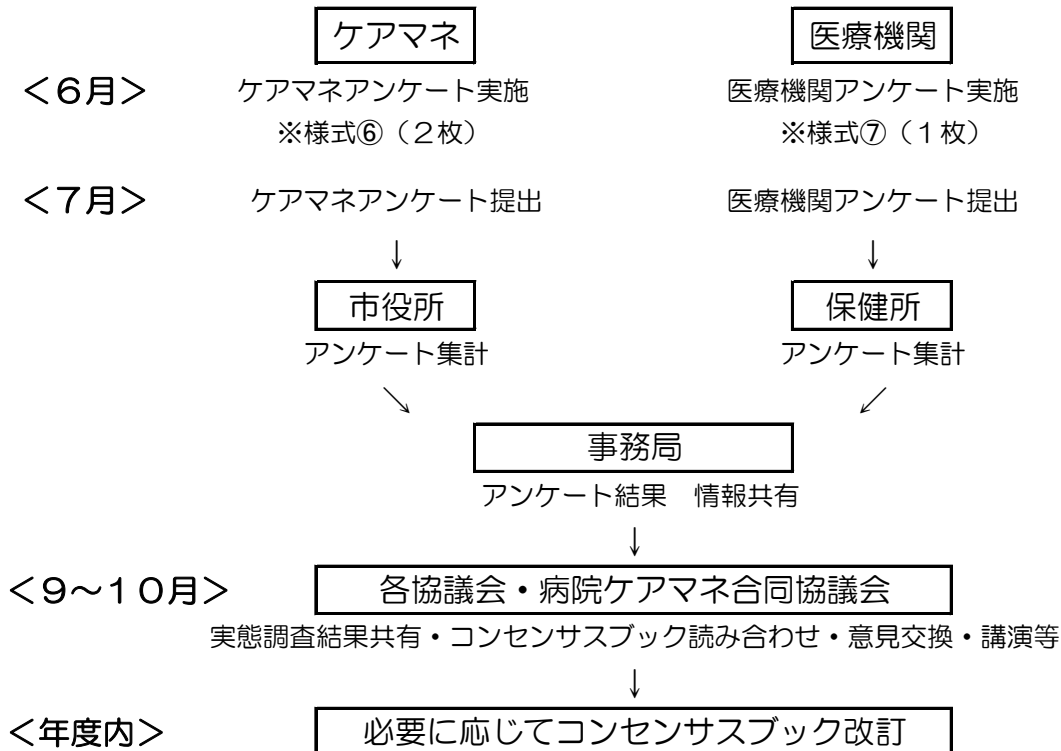 ケアマネ 医療機関
＜６月＞ ケアマネアンケート実施 医療機関アンケート実施
※様式⑥（２枚） ※様式⑦（１枚）
＜７月＞ ケアマネアンケート提出 医療機関アンケート提出
↓ ↓
市役所 保健所
アンケート集計 アンケート集計
↘ ↙
事務局
アンケート結果　情報共有
↓
＜９～１０月＞ 各協議会・病院ケアマネ合同協議会
実態調査結果共有・コンセンサスブック読み合わせ・意見交換・講演等
↓
＜年度内＞ 必要に応じてコンセンサスブック改訂